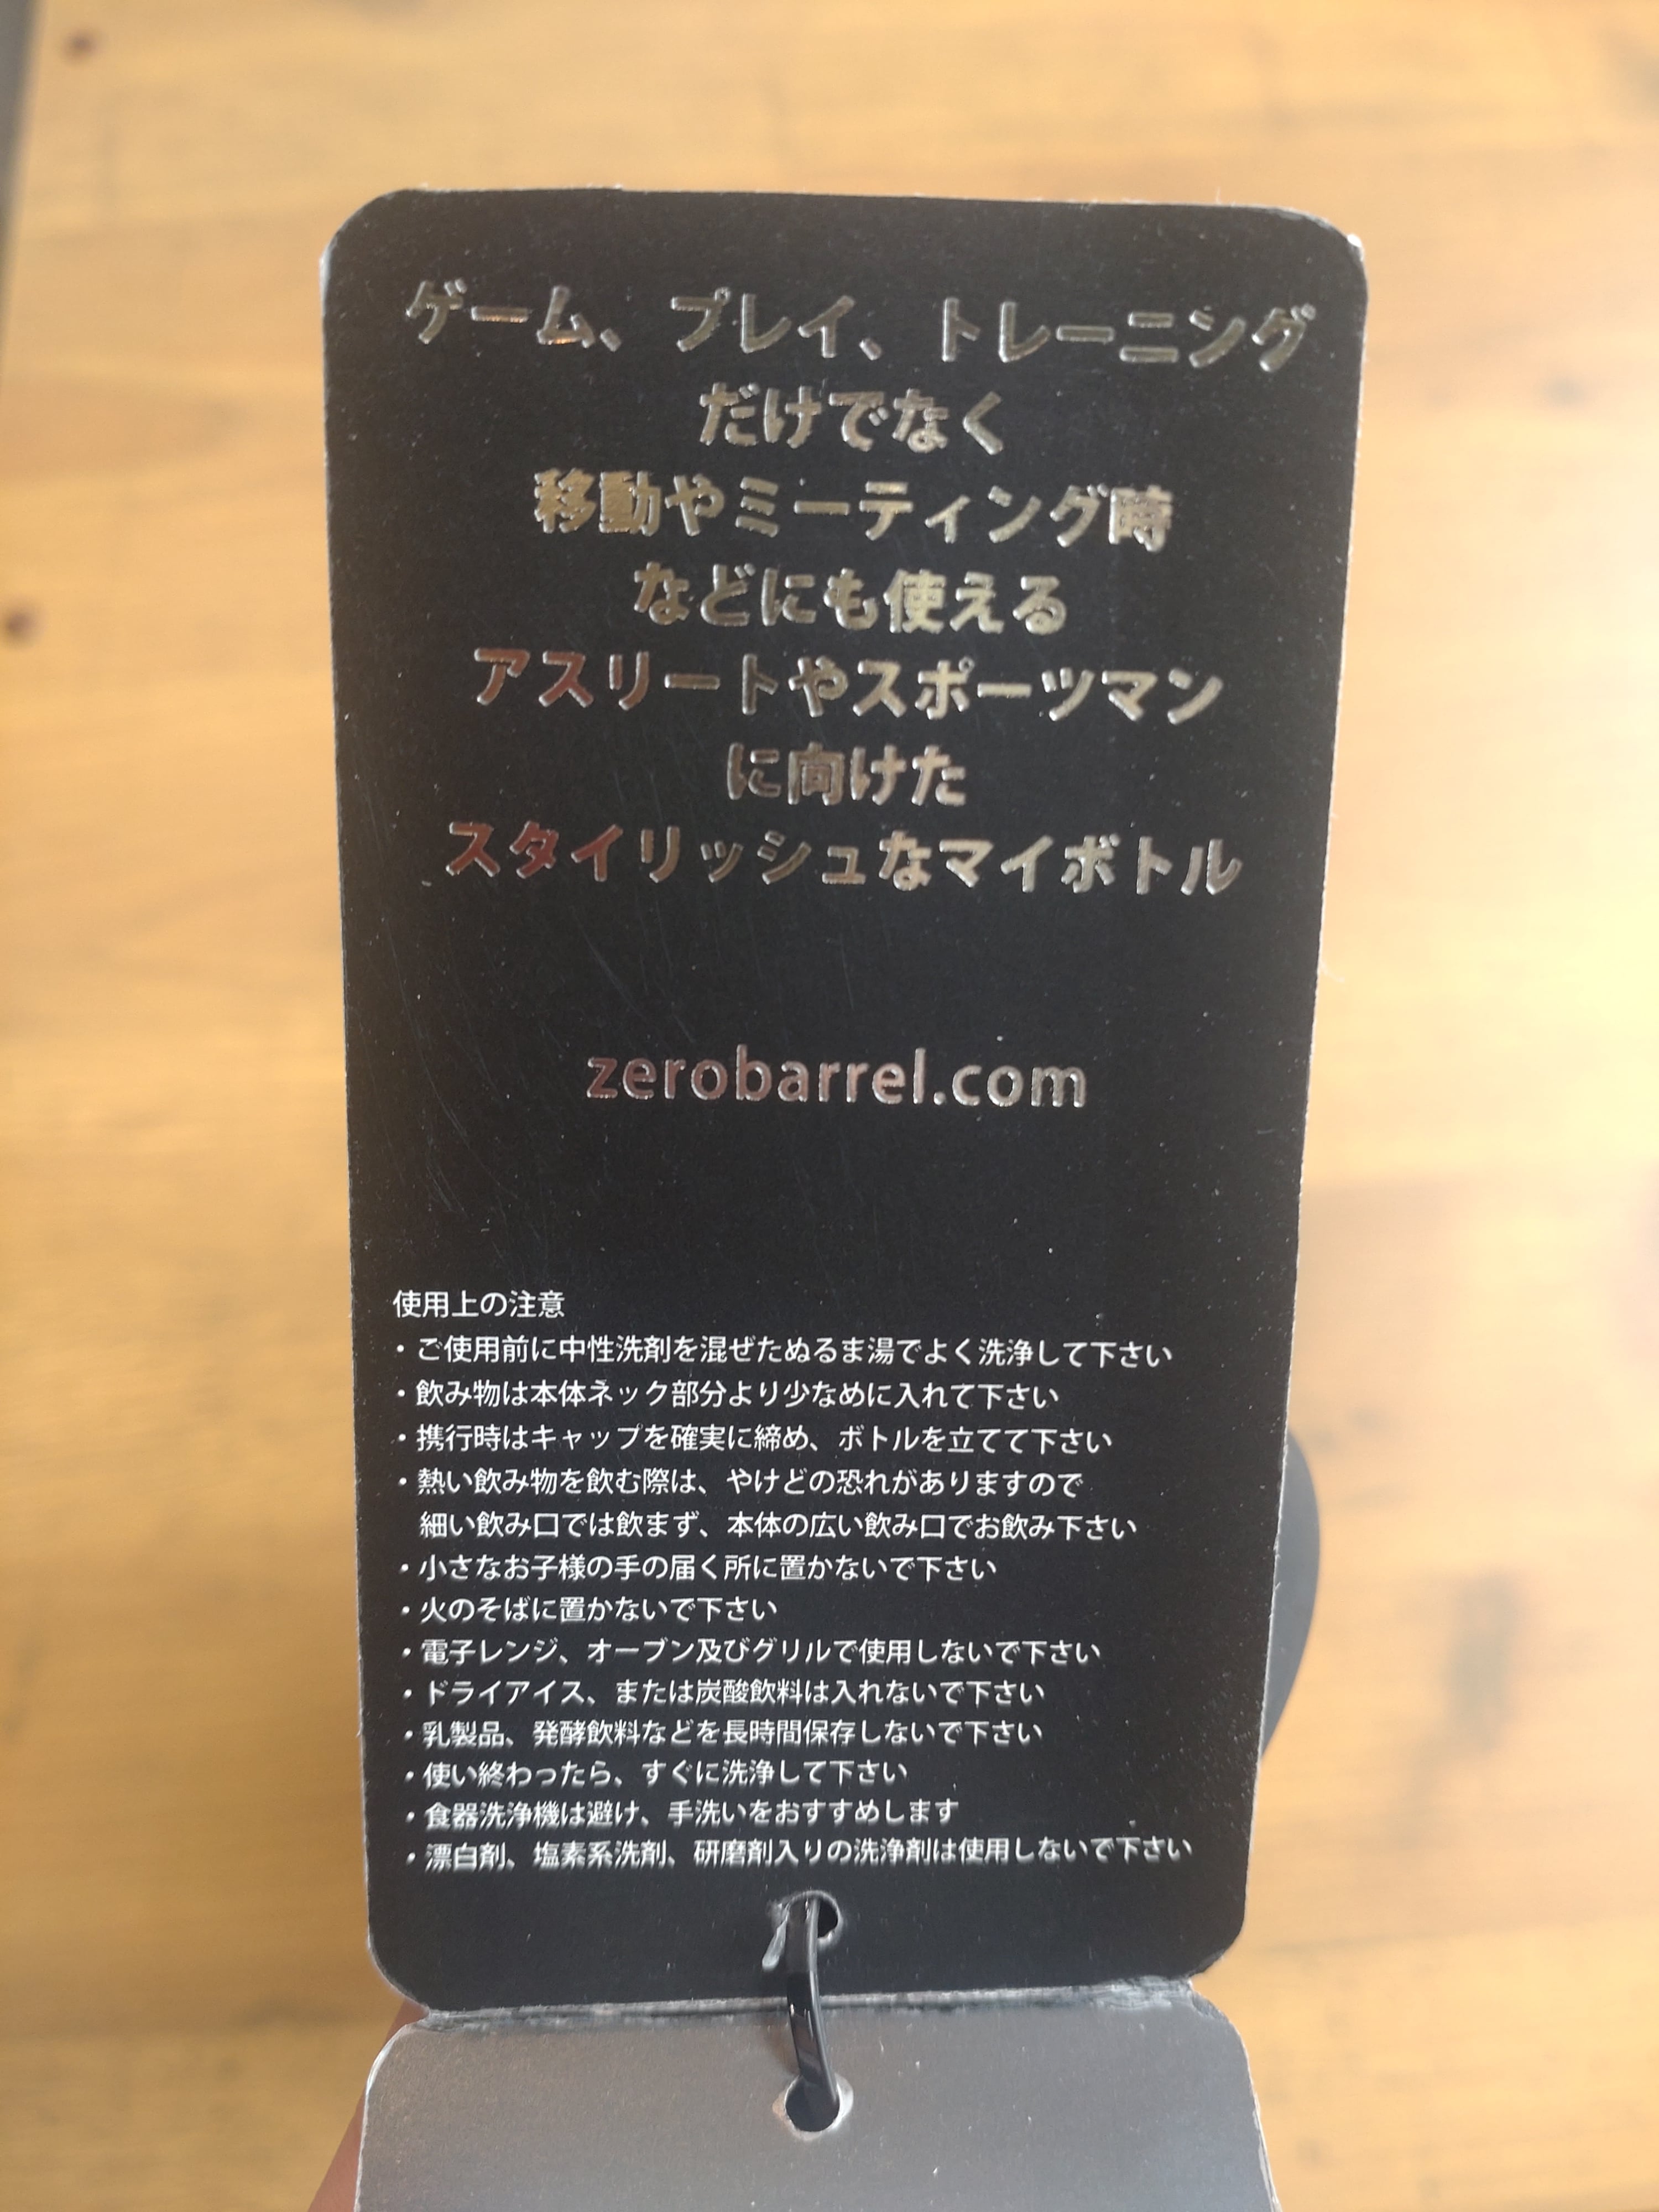 ゲーム、プレイ、トレーニング
だけでなく
移動やミーティング時
などにも使える
アスリートやスポーツマン
に向けた
スタイリッシュなマイボトル
zerobarrel.com
使用上の注意
・ご使用前に中性洗剤を混ぜたぬるま湯でよく洗浄して下さい
・飲み物は本体ネック部分より少なめに入れて下さい
・携行時はキャップを確実に締め、ボトルを立てて下さい
・熱い飲み物を飲む際は、やけどの恐れがありますので
細い飲み口では飲まず、本体の広い飲み口でお飲み下さい
・小さなお子様の手の届く所に置かないで下さい
・火のそばに置かないで下さい
・電子レンジ、オーブン及びグリルで使用しないで下さい
・ドライアイス、または炭酸飲料は入れないで下さい
・乳製品、発酵飲料などを長時間保存しないで下さい
・使い終わったら、すぐに洗浄して下さい
・食器洗浄機は避け、手洗いをおすすめします
・漂白剤、塩素系洗剤、研磨剤入りの洗浄剤は使用しないで下さい